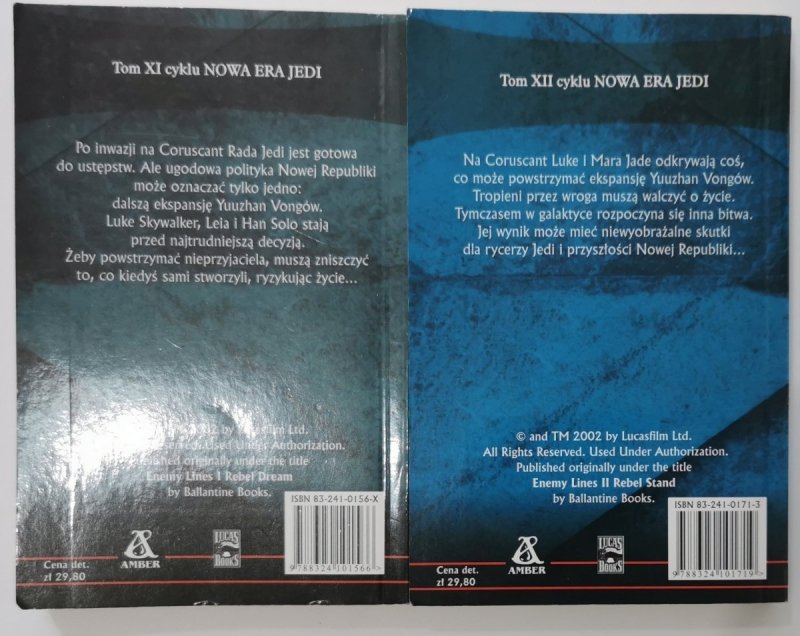 Tom XI cyklu NOWA ERA JEDI
Po inwazji na Coruscant Rada Jedi jest gotowa
do ustępstw. Ale ugodowa polityka Nowej Republiki
może oznaczać tylko jedno:
dalszą ekspansję Yuuzhan Vongów.
Luke Skywalker, Leia i Han Solo stają
przed najtrudniejszą decyzją.
Żeby powstrzymać nieprzyjaciela, muszą zniszczyć
to, co kiedyś sami stworzyli, ryzykując życie...
2002 by Lucasfilm Ltd.
Used Under Authorization.
originally under the title
Enemy Lines I Rebel Dream
by Ballantine Books.
ISBN 83-241-0156-X
9788324101566>
Cena det.
zł 29,80
AMBER
LUCAS
BOOKS
Tom XII cyklu NOWA ERA JEDI
Na Coruscant Luke I Mara Jade odkrywają coś,
co może powstrzymać ekspansję Yuuzhan Vongów.
Tropieni przez wroga muszą walczyć o życie.
Tymczasem w galaktyce rozpoczyna się inna bitwa.
Jej wynik może mieć niewyobrażalne skutki
dla rycerzy Jedi i przyszłości Nowej Republiki...
© and TM 2002 by Lucasfilm Ltd.
All Rights Reserved. Used Under Authorization.
Published originally under the title
Enemy Lines II Rebel Stand
by Ballantine Books.
ISBN 83-241-0171-3
9788324101719>
Cena det.
zł 29,80
AMBER
LUCAS
BOOKS